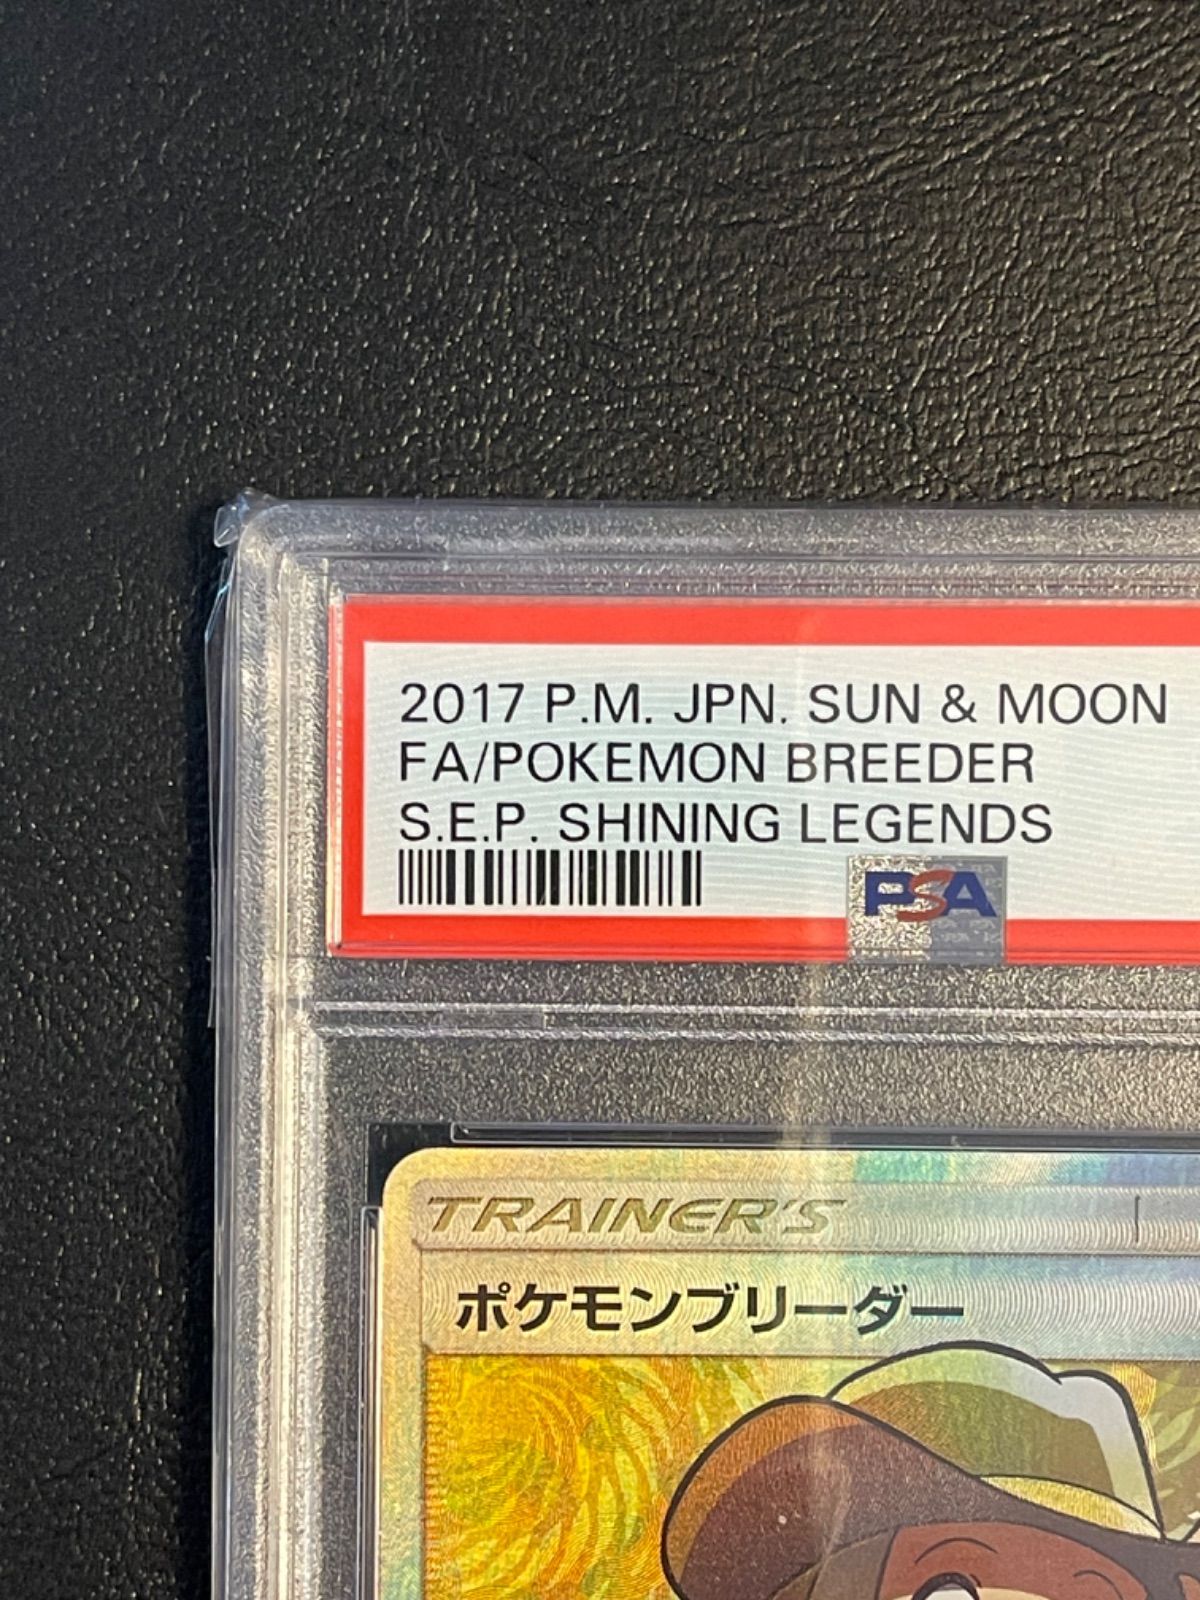 2017 P.M. JPN. SUN & MOON
FA/POKEMON BREEDER
S.E.P. SHINING LEGENDS
PSA
TRAINER'S
ポケモンブリーダー